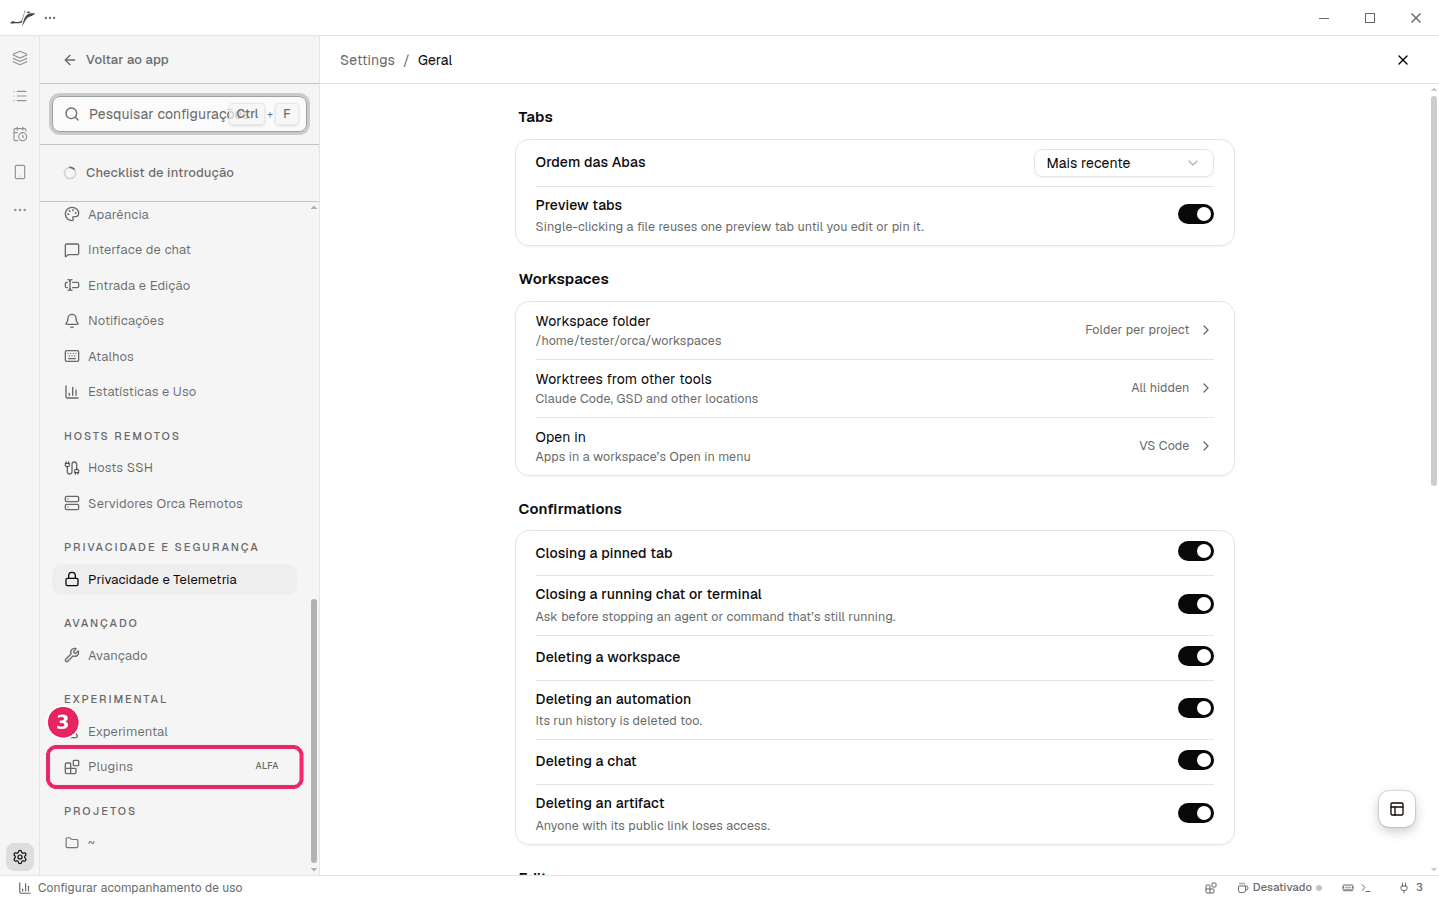 Voltar ao app
Settings / Geral
Pesquisar configuraçõ Ctrl + F
Checklist de introdução
Aparência
Interface de chat
Entrada e Edição
Notificações
Atalhos
Estatísticas e Uso
HOSTS REMOTOS
Hosts SSH
Servidores Orca Remotos
PRIVACIDADE E SEGURANÇA
Privacidade e Telemetria
AVANÇADO
Avançado
EXPERIMENTAL
3
Experimental
Plugins ALFA
PROJETOS
~
Tabs
Ordem das Abas Mais recente
Preview tabs
Single-clicking a file reuses one preview tab until you edit or pin it.
Workspaces
Workspace folder
/home/tester/orca/workspaces
Folder per project
Worktrees from other tools
Claude Code, GSD and other locations
All hidden
Open in
Apps in a workspace's Open in menu
VS Code
Confirmations
Closing a pinned tab
Closing a running chat or terminal
Ask before stopping an agent or command that's still running.
Deleting a workspace
Deleting an automation
Its run history is deleted too.
Deleting a chat
Deleting an artifact
Anyone with its public link loses access.
Configurar acompanhamento de uso
Desativado
3